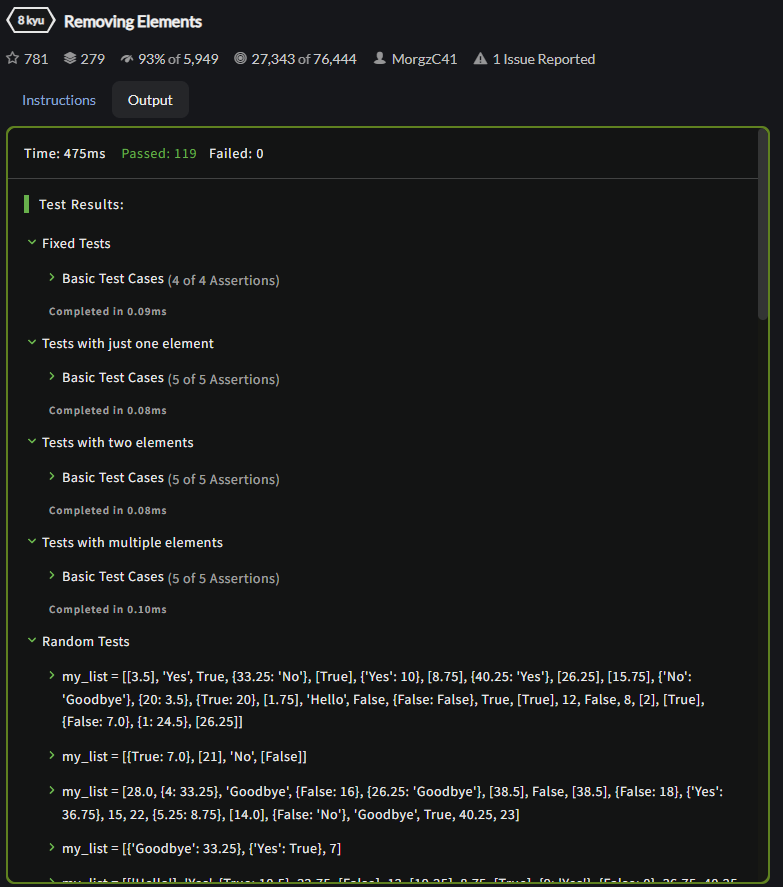 8 kyu Removing Elements
781 279 93% of 5,949 27,343 of 76,444 MorgzC41 1 Issue Reported
Instructions Output
Time: 475ms Passed: 119 Failed: 0
Test Results:
Fixed Tests
Basic Test Cases (4 of 4 Assertions)
Completed in 0.09ms
Tests with just one element
Basic Test Cases (5 of 5 Assertions)
Completed in 0.08ms
Tests with two elements
Basic Test Cases (5 of 5 Assertions)
Completed in 0.08ms
Tests with multiple elements
Basic Test Cases (5 of 5 Assertions)
Completed in 0.10ms
Random Tests
my_list = [[3.5], 'Yes', True, {33.25: 'No'}, [True], {'Yes': 10}, [8.75], {40.25: 'Yes'}, [26.25], [15.75], {'No':
'Goodbye'}, {20: 3.5}, {True: 20}, [1.75], 'Hello', False, {False: False}, True, [True], 12, False, 8, [2], [True],
{False: 7.0}, {1: 24.5}, [26.25]]
my_list = [{True: 7.0}, [21], 'No', [False]]
my_list = [28.0, {4: 33.25}, 'Goodbye', {False: 16}, {26.25: 'Goodbye'}, [38.5], False, [38.5], {False: 18}, {'Yes':
36.75}, 15, 22, {5.25: 8.75}, [14.0], {False: 'No'}, 'Goodbye', True, 40.25, 23]
my_list = [{'Goodbye': 33.25}, {'Yes': True}, 7]